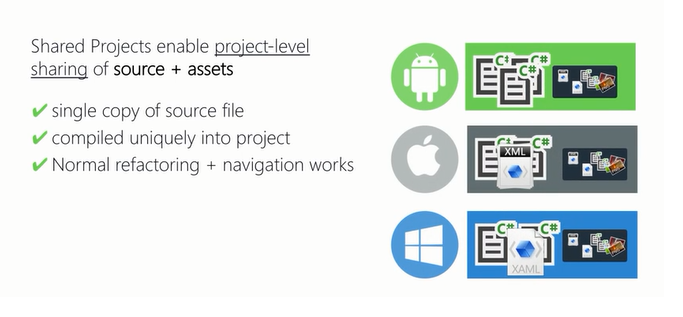 Shared Projects enable project-level
sharing of source + assets
single copy of source file
compiled uniquely into project
Normal refactoring + navigation works
C#
C#
C#
XML
C#
C#
C#
XAML